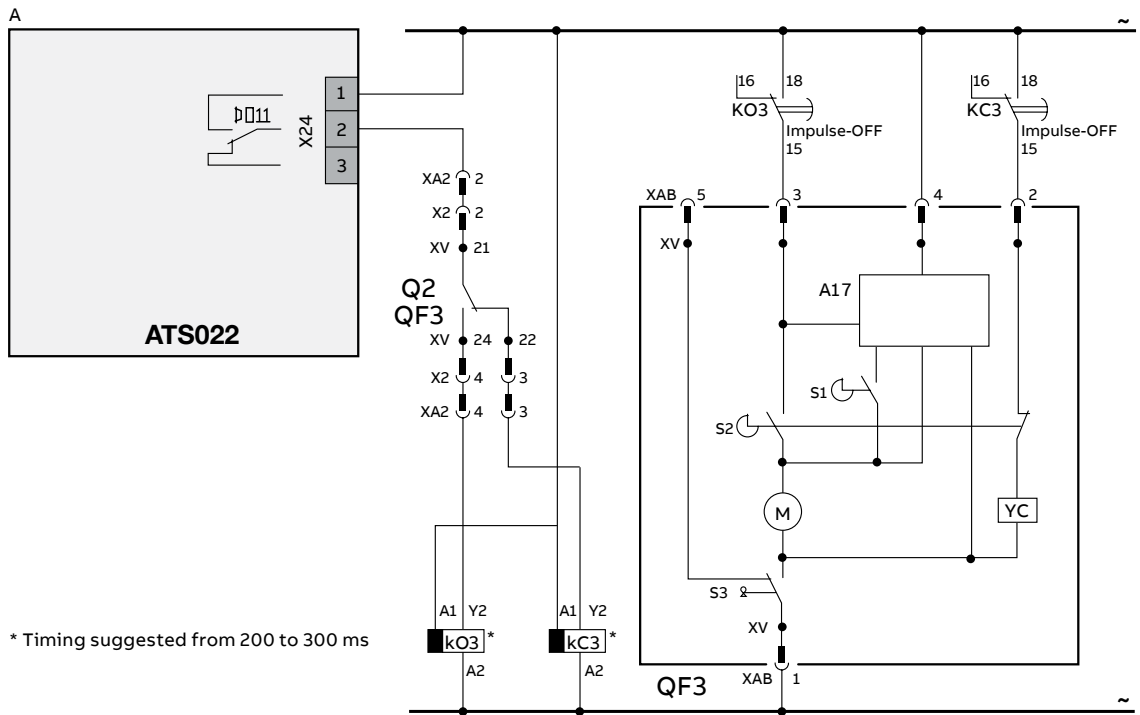 A
~
1
X24
2
3
ATS022
16 18
KO3
Impulse-OFF
15
16 18
KC3
Impulse-OFF
15
XA2 2
X2 2
XV 21
Q2
QF3
XV 24 22
X2 4 3
XA2 4 3
XAB 5 3 4 2
XV
A17
S1
S2
M
YC
S3
XV
XAB 1
QF3
A1 Y2
kO3 *
A2
A1 Y2
kC3 *
A2
* Timing suggested from 200 to 300 ms
~